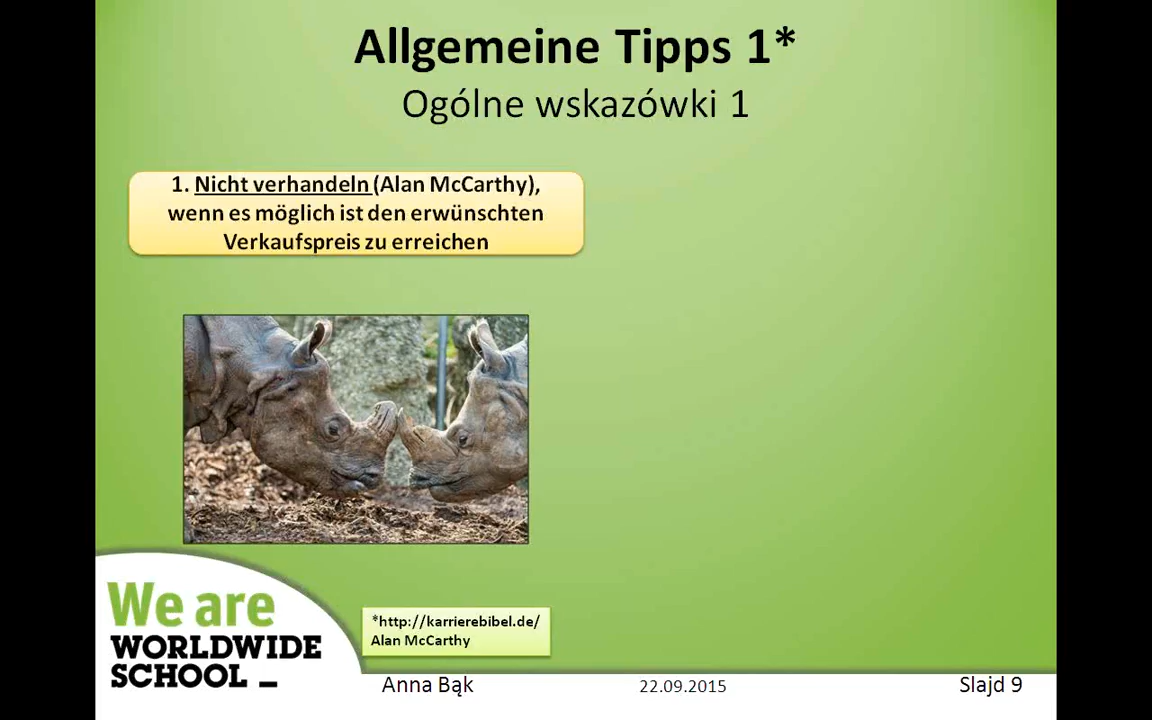 Allgemeine Tipps 1*
Ogólne wskazówki 1
1. Nicht verhandeln (Alan McCarthy),
wenn es möglich ist den erwünschten
Verkaufspreis zu erreichen
We are
WORLDWIDE
SCHOOL _
*http://karrierebibel.de/
Alan McCarthy
Anna Bąk 22.09.2015 Slajd 9